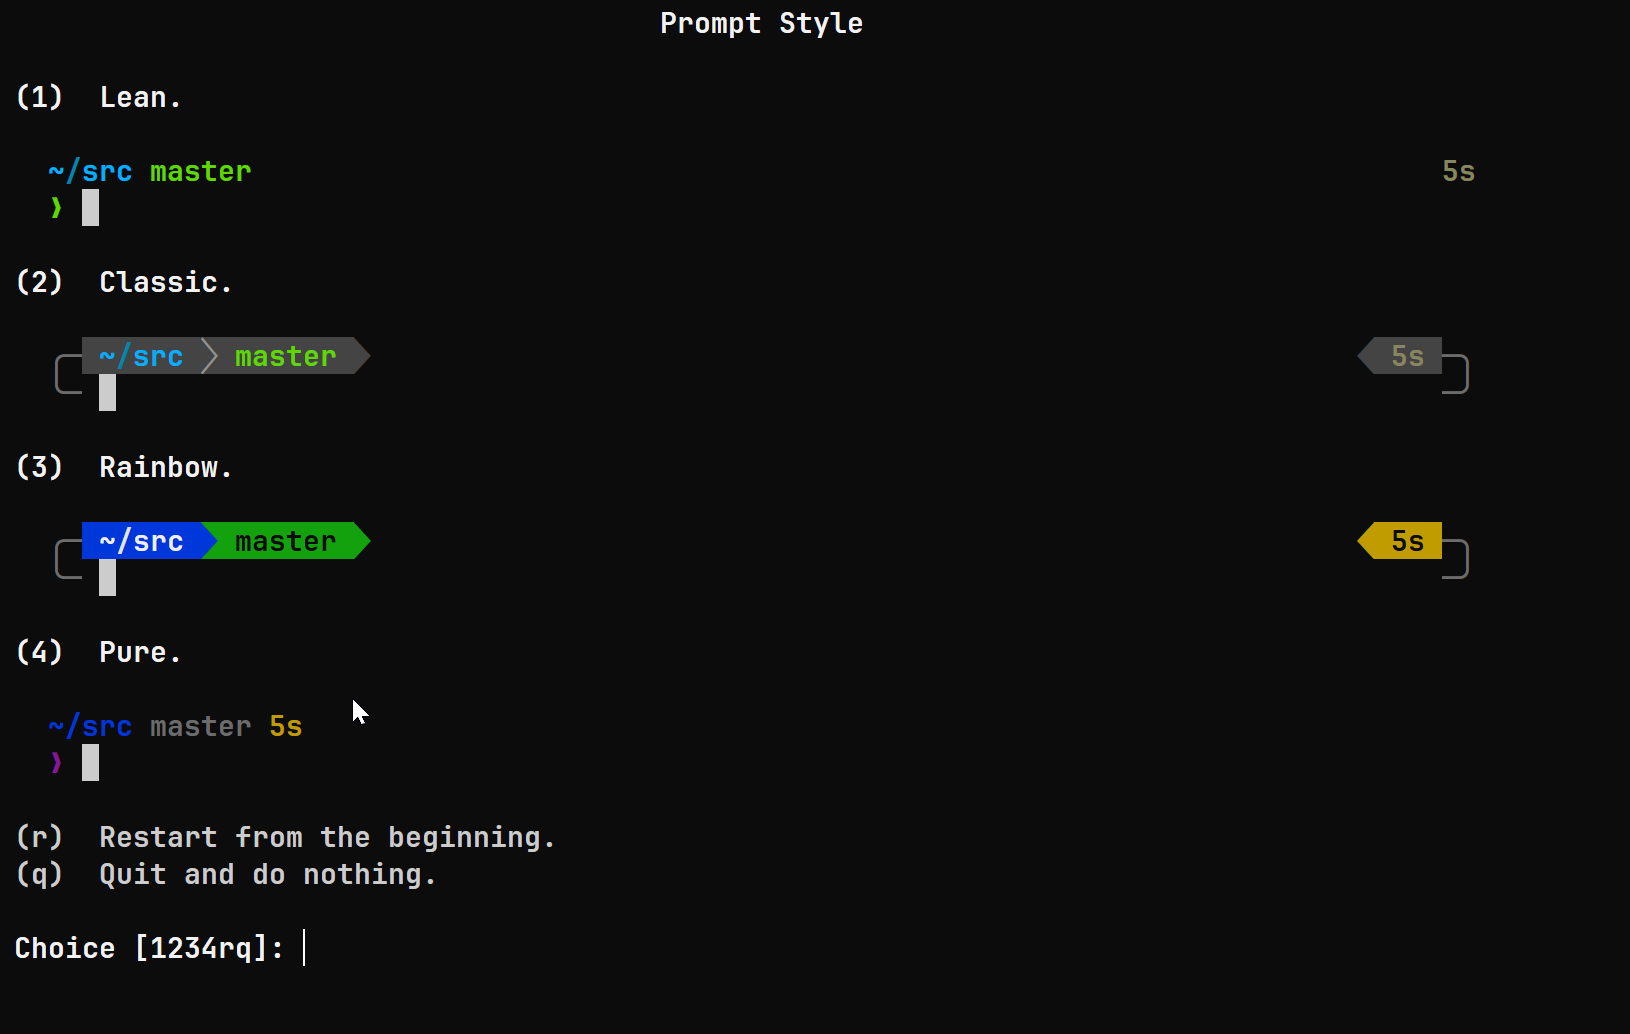 Prompt Style
(1) Lean.
~/src master 5s
❯
(2) Classic.
~/src master 5s
(3) Rainbow.
~/src master 5s
(4) Pure.
~/src master 5s
❯
(r) Restart from the beginning.
(q) Quit and do nothing.
Choice [1234rq]: